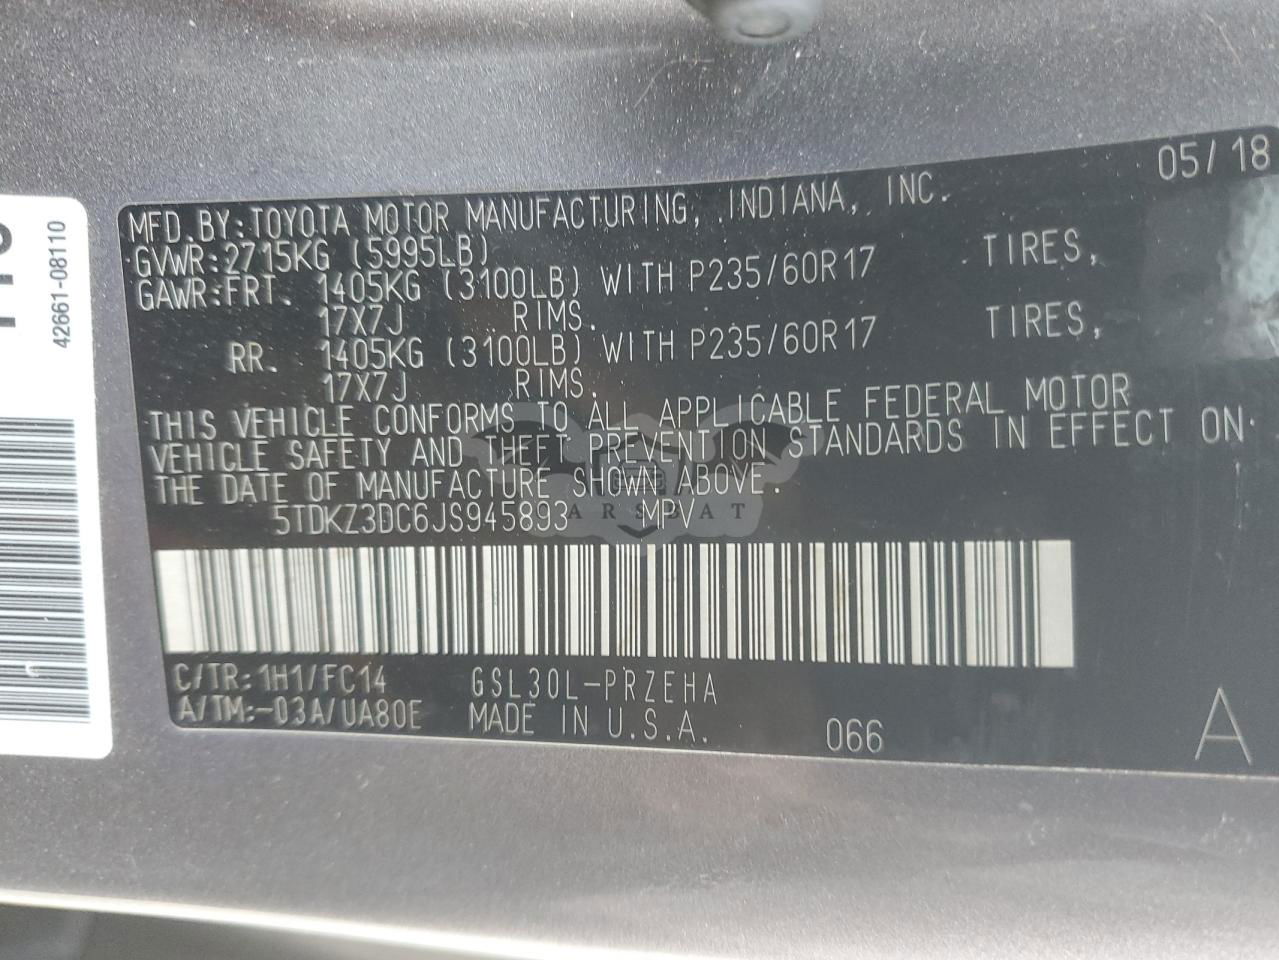 05/18
MFD.BY:TOYOTA MOTOR MANUFACTURING, INDIANA, INC.
GVWR:2715KG (5995LB)
GAWR:FRT. 1405KG (3100LB) WITH P235/60R17 TIRES,
17X7J RIMS.
RR. 1405KG (3100LB) WITH P235/60R17 TIRES,
17X7J RIMS.
THIS VEHICLE CONFORMS TO ALL APPLICABLE FEDERAL MOTOR
VEHICLE SAFETY AND THEFT PREVENTION STANDARDS IN EFFECT ON
THE DATE OF MANUFACTURE SHOWN ABOVE.
5TDKZ3DC6JS945893 MPV
CARSBAT
C/TR:1H1/FC14 GSL30L-PRZEHA
A/TM:-03A/UA80E MADE IN U.S.A. 066 A
42661-08110
1